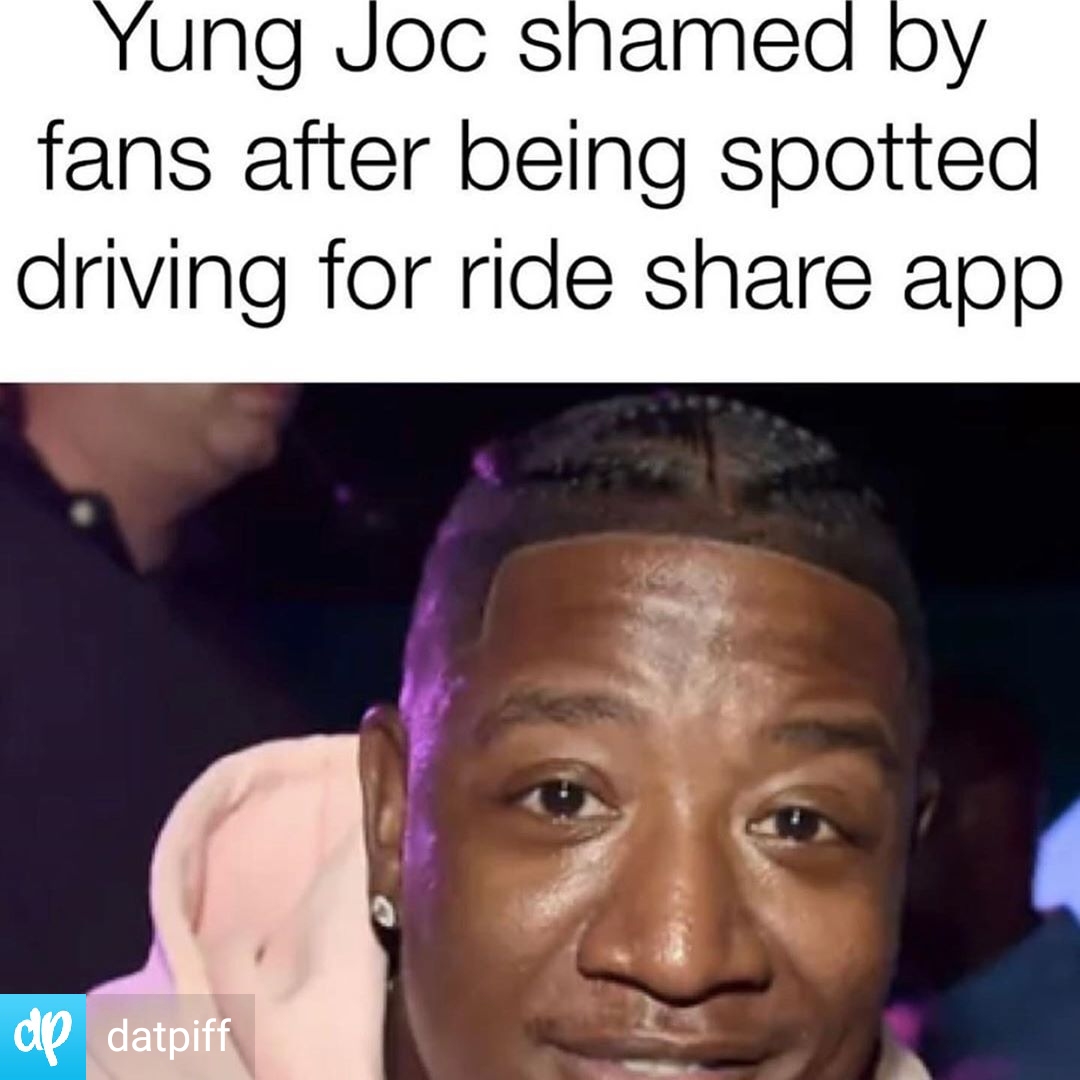 Yung Joc shamed by
fans after being spotted
driving for ride share app
dp datpiff